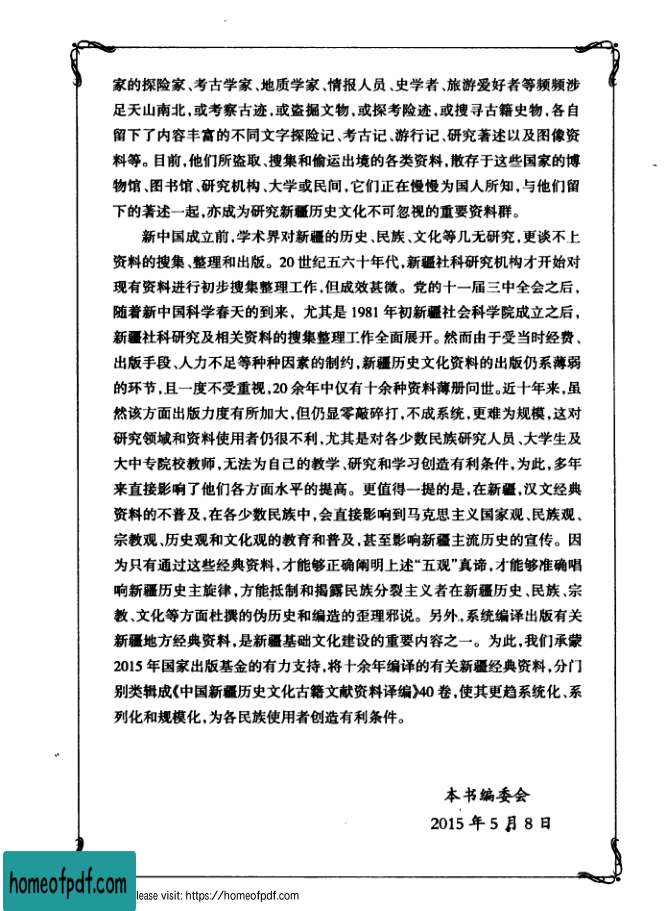 家的探险家、考古学家、地质学家、情报人员、史学者、旅游爱好者等频频涉
足天山南北,或考察古迹,或盗掘文物,或探考险迹,或搜寻古籍史物,各自
留下了内容丰富的不同文字探险记、考古记、游行记、研究著述以及图像资
料等。目前,他们所盗取、搜集和偷运出境的各类资料,散存于这些国家的博
物馆、图书馆、研究机构、大学或民间,它们正在慢慢为国人所知,与他们留
下的著述一起,亦成为研究新疆历史文化不可忽视的重要资料群。
新中国成立前,学术界对新疆的历史、民族、文化等几无研究,更谈不上
资料的搜集、整理和出版。20世纪五六十年代,新疆社科研究机构才开始对
现有资料进行初步搜集整理工作,但成效甚微。党的十一届三中全会之后,
随着新中国科学春天的到来,尤其是1981年初新疆社会科学院成立之后,
新疆社科研究及相关资料的搜集整理工作全面展开。然而由于受当时经费、
出版手段、人力不足等种种因素的制约,新疆历史文化资料的出版仍系薄弱
的环节,且一度不受重视,20余年中仅有十余种资料薄册问世。近十年来,虽
然该方面出版力度有所加大,但仍显零敲碎打,不成系统,更难为规模,这对
研究领域和资料使用者仍很不利,尤其是对各少数民族研究人员、大学生及
大中专院校教师,无法为自己的教学、研究和学习创造有利条件,为此,多年
来直接影响了他们各方面水平的提高。更值得一提的是,在新疆,汉文经典
资料的不普及,在各少数民族中,会直接影响到马克思主义国家观、民族观、
宗教观、历史观和文化观的教育和普及,甚至影响新疆主流历史的宣传。因
为只有通过这些经典资料,才能够正确阐明上述“五观”真谛,才能够准确唱
响新疆历史主旋律,方能抵制和揭露民族分裂主义者在新疆历史、民族、宗
教、文化等方面杜撰的伪历史和编造的歪理邪说。另外,系统编译出版有关
新疆地方经典资料,是新疆基础文化建设的重要内容之一。为此,我们承蒙
2015年国家出版基金的有力支持,将十余年编译的有关新疆经典资料,分门
别类辑成《中国新疆历史文化古籍文献资料译编》40卷,使其更趋系统化、系
列化和规模化,为各民族使用者创造有利条件。
本书编委会
2015年5月8日
homeofpdf.com
lease visit: https://homeofpdf.com